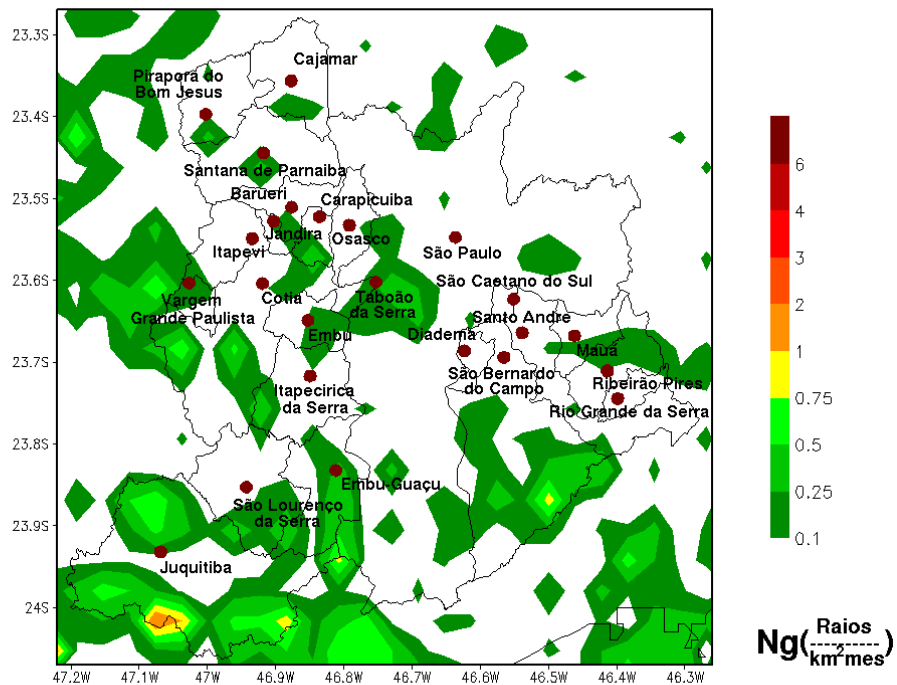 23.3S
Cajamar
Pirapora do
Bom Jesus
23.4S
Santana de Parnaiba
23.5S
Barueri
Carapicuiba
Jandira
Osasco
Itapevi
São Paulo
23.6S
São Caetano do Sul
Cotia
Vargem
Grande Paulista
Taboão
da Serra
Santo Andre
Embu
Diadema
Mauá
23.7S
São Bernardo
do Campo
Ribeirão Pires
Itapecirica
da Serra
Rio Grande da Serra
23.8S
Embu-Guaçu
São Lourenço
da Serra
23.9S
Juquitiba
24S
47.2W 47.1W 47W 46.9W 46.8W 46.7W 46.6W 46.5W 46.4W 46.3W
6
4
3
2
1
0.75
0.5
0.25
0.1
Ng(Raios
--------
km²mes)